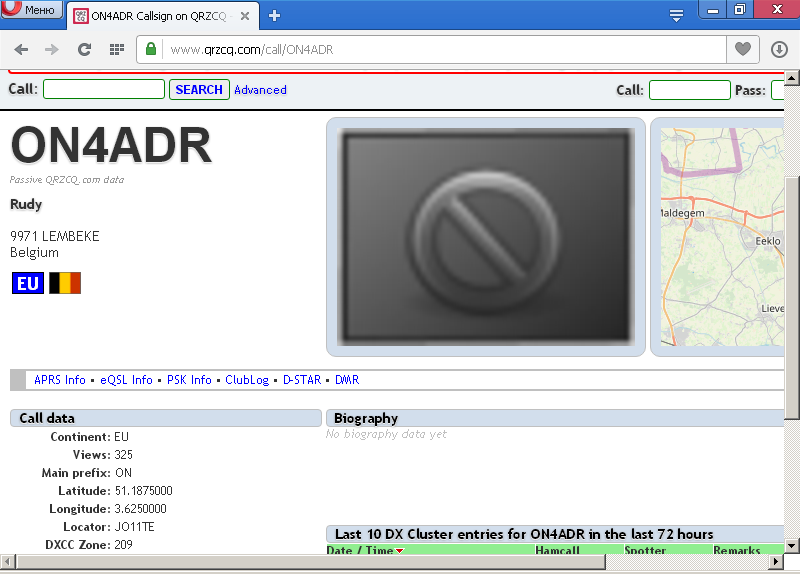 Меню
QRZ CQ
ON4ADR Callsign on QRZCQ -
www.qrzcq.com/call/ON4ADR
Call: SEARCH Advanced Call: Pass:
ON4ADR
Passive QRZCQ.com data
Rudy
9971 LEMBEKE
Belgium
EU
Maldegem
Eeklo
Lieve
APRS Info • eQSL Info • PSK Info • ClubLog • D-STAR • DMR
Call data
Continent: EU
Views: 325
Main prefix: ON
Latitude: 51.1875000
Longitude: 3.6250000
Locator: JO11TE
DXCC Zone: 209
Biography
No biography data yet
Last 10 DX Cluster entries for ON4ADR in the last 72 hours
Date / Time Hamcall Spotter Remarks